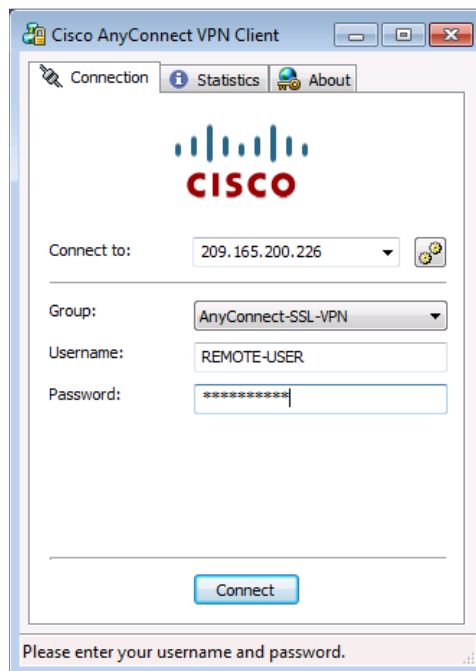 Cisco AnyConnect VPN Client
Connection Statistics About
CISCO
Connect to: 209.165.200.226
Group: AnyConnect-SSL-VPN
Username: REMOTE-USER
Password: **********
Connect
Please enter your username and password.